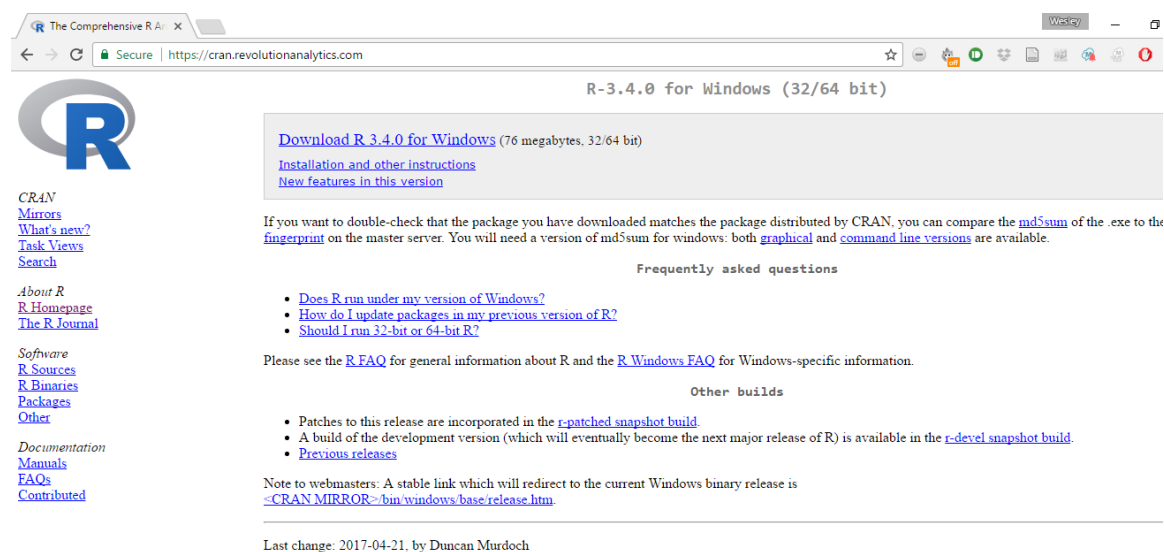 The Comprehensive R Ar
Wesley
Secure | https://cran.revolutionanalytics.com
off
R
CRAN
Mirrors
What's new?
Task Views
Search
About R
R Homepage
The R Journal
Software
R Sources
R Binaries
Packages
Other
Documentation
Manuals
FAQs
Contributed
R-3.4.0 for Windows (32/64 bit)
Download R 3.4.0 for Windows (76 megabytes, 32/64 bit)
Installation and other instructions
New features in this version
If you want to double-check that the package you have downloaded matches the package distributed by CRAN, you can compare the md5sum of the .exe to the
fingerprint on the master server. You will need a version of md5sum for windows: both graphical and command line versions are available.
Frequently asked questions
• Does R run under my version of Windows?
• How do I update packages in my previous version of R?
• Should I run 32-bit or 64-bit R?
Please see the R FAQ for general information about R and the R Windows FAQ for Windows-specific information.
Other builds
• Patches to this release are incorporated in the r-patched snapshot build.
• A build of the development version (which will eventually become the next major release of R) is available in the r-devel snapshot build.
• Previous releases
Note to webmasters: A stable link which will redirect to the current Windows binary release is
<CRAN MIRROR>/bin/windows/base/release.htm.
Last change: 2017-04-21, by Duncan Murdoch